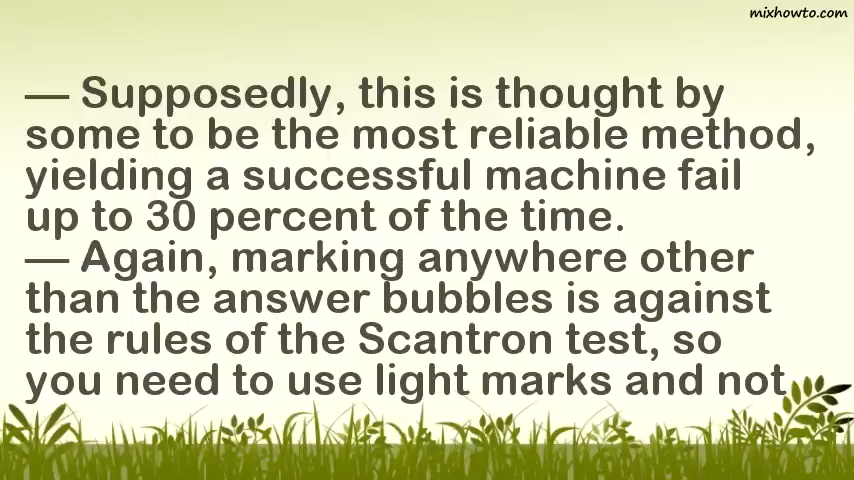 mixhowto.com
— Supposedly, this is thought by
some to be the most reliable method,
yielding a successful machine fail
up to 30 percent of the time.
— Again, marking anywhere other
than the answer bubbles is against
the rules of the Scantron test, so
you need to use light marks and not